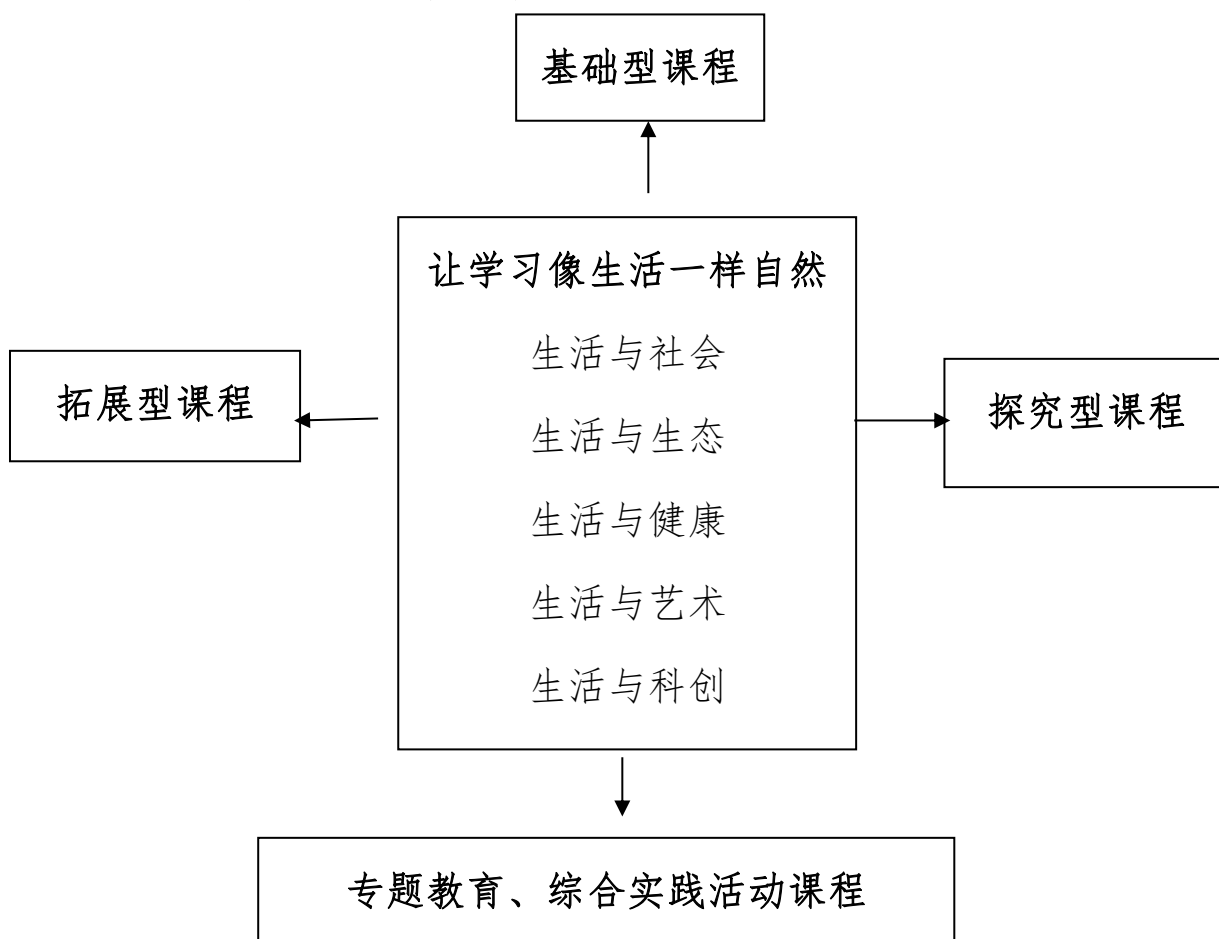 基础型课程
让学习像生活一样自然
生活与社会
拓展型课程
生活与生态
探究型课程
生活与健康
生活与艺术
生活与科创
专题教育、综合实践活动课程